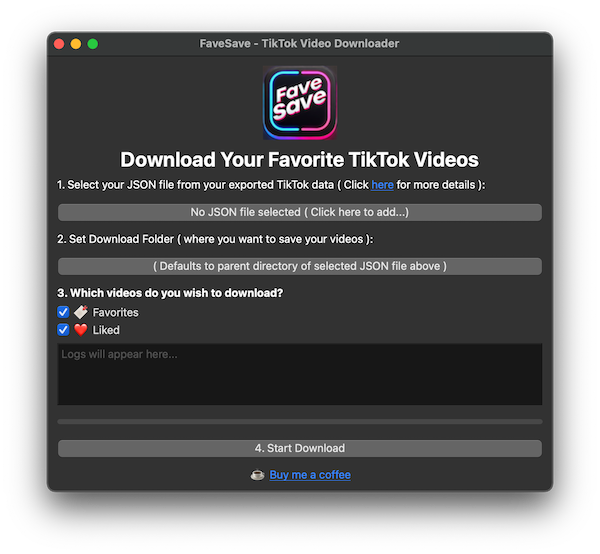 FaveSave - TikTok Video Downloader
Fave
Save
Download Your Favorite TikTok Videos
1. Select your JSON file from your exported TikTok data ( Click here for more details ):
No JSON file selected ( Click here to add...)
2. Set Download Folder ( where you want to save your videos ):
( Defaults to parent directory of selected JSON file above )
3. Which videos do you wish to download?
Favorites
Liked
Logs will appear here...
4. Start Download
Buy me a coffee